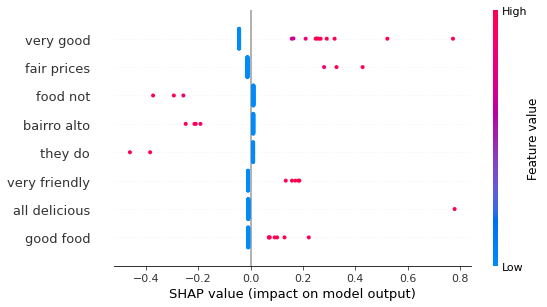 High
very good
fair prices
food not
bairro alto
they do
very friendly
all delicious
good food
Feature value
Low
−0.4 −0.2 0.0 0.2 0.4 0.6 0.8
SHAP value (impact on model output)